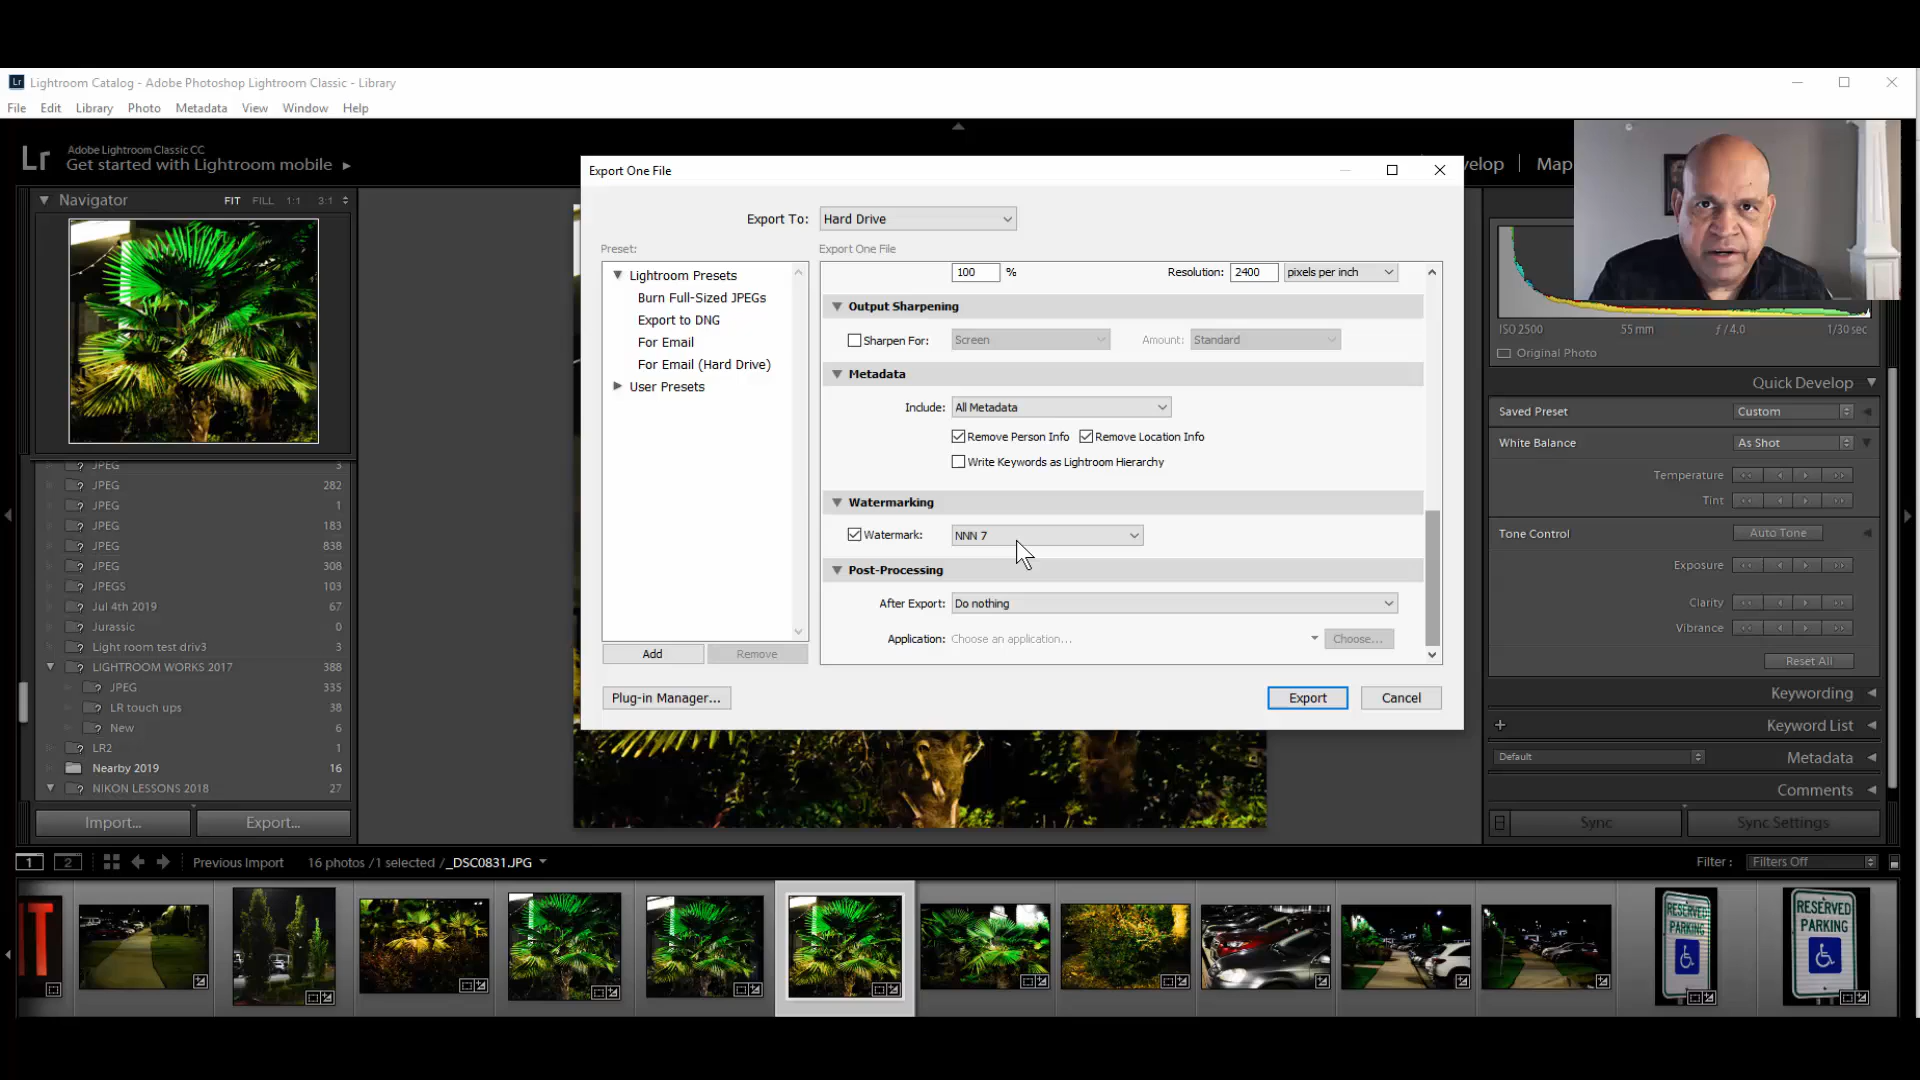 Lr Lightroom Catalog - Adobe Photoshop Lightroom Classic - Library
File Edit Library Photo Metadata View Window Help
Lr Adobe Lightroom Classic CC
Get started with Lightroom mobile
velop | Map
Navigator FIT FILL 1:1 3:1
JPEG 3
JPEG 282
JPEG 1
JPEG 183
JPEG 838
JPEG 308
JPEGS 103
Jul 4th 2019 67
Jurassic 0
Light room test driv3 3
LIGHTROOM WORKS 2017 388
JPEG 335
LR touch ups 38
New 6
LR2 1
Nearby 2019 16
NIKON LESSONS 2018 37
Import... Export...
Export One File
Export To: Hard Drive
Preset: Export One File
Lightroom Presets
Burn Full-Sized JPEGs
Export to DNG
For Email
For Email (Hard Drive)
User Presets
Add Remove
100 % Resolution: 2400 pixels per inch
Output Sharpening
Sharpen For: Screen Amount: Standard
Metadata
Include: All Metadata
Remove Person Info Remove Location Info
Write Keywords as Lightroom Hierarchy
Watermarking
Watermark: NNN 7
Post-Processing
After Export: Do nothing
Application: Choose an application... Choose...
Plug-in Manager... Export Cancel
ISO 2500 55 mm ƒ / 4.0 1/30 sec
Original Photo
Quick Develop
Saved Preset Custom
White Balance As Shot
Temperature
Tint
Tone Control Auto Tone
Exposure
Clarity
Vibrance
Reset All
Keywording
Keyword List
Default Metadata
Comments
Sync Sync Settings
1 2 Previous Import 16 photos /1 selected /_DSC0831.JPG Filter : Filters Off
IT
RESERVED
PARKING
RESERVED
PARKING